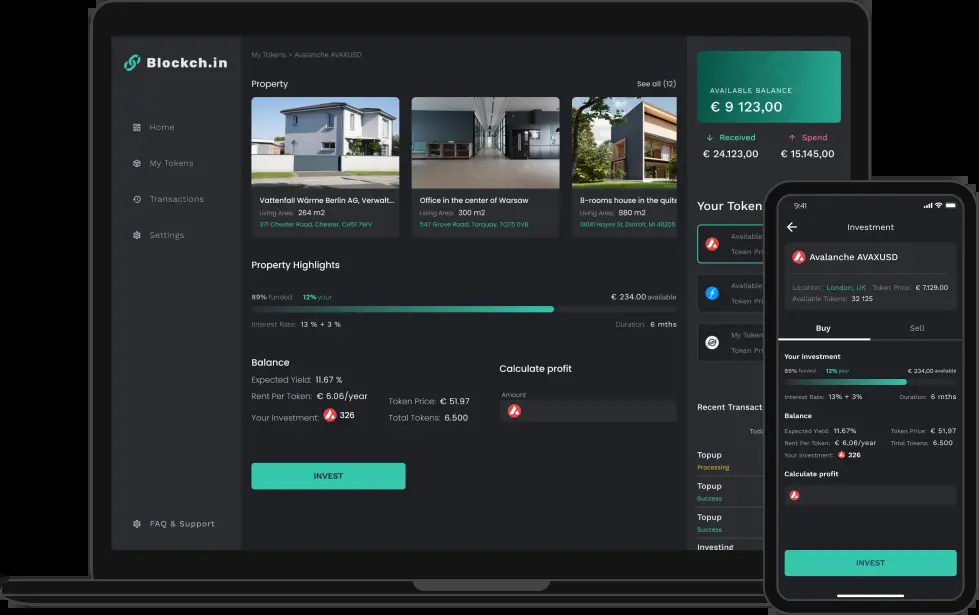 Blockch.in
Home
My Tokens
Transactions
Settings
FAQ & Support
My Tokens > Avalanche AVAXUSD
Property
See all (12)
Vattenfall Wärme Berlin AG, Verwalt...
Living Area: 264 m2
371 Chester Road, Chester, CH51 7WV
Office in the center of Warsaw
Living Area: 300 m2
547 Grove Road, Torquay, TQ75 0VB
8-rooms house in the quite
Living Area: 880 m2
13041 Hayes St, Dutroit, MI 48205
Property Highlights
89% funded 12% your
€ 234.00 available
Interest Rate: 13 % + 3 %
Duration: 6 mths
Balance
Expected Yield: 11.67 %
Rent Per Token: € 6.06/year
Your Investment: 326
Token Price: € 51.97
Total Tokens: 6.500
Calculate profit
Amount
INVEST
AVAILABLE BALANCE
€ 9 123,00
Received
€ 24.123,00
Spend
€ 15.145,00
Your Token
Available
Token Pri
Available
Token Pri
My Token
Token Pri
Recent Transact
Toda
Topup
Processing
Topup
Success
Topup
Success
Investing
9:41
Investment
Avalanche AVAXUSD
Location: London, UK Token Price: € 7.129.00
Available Tokens: 32 125
Buy
Sell
Your investment
89% funded 12% your
€ 234,00 available
Interest Rate: 13% + 3%
Duration: 6 mths
Balance
Expected Yield: 11.67%
Token Price: € 51,97
Rent Per Token: € 6,06/year
Total Tokens: 6.500
Your Investment: 326
Calculate profit
INVEST